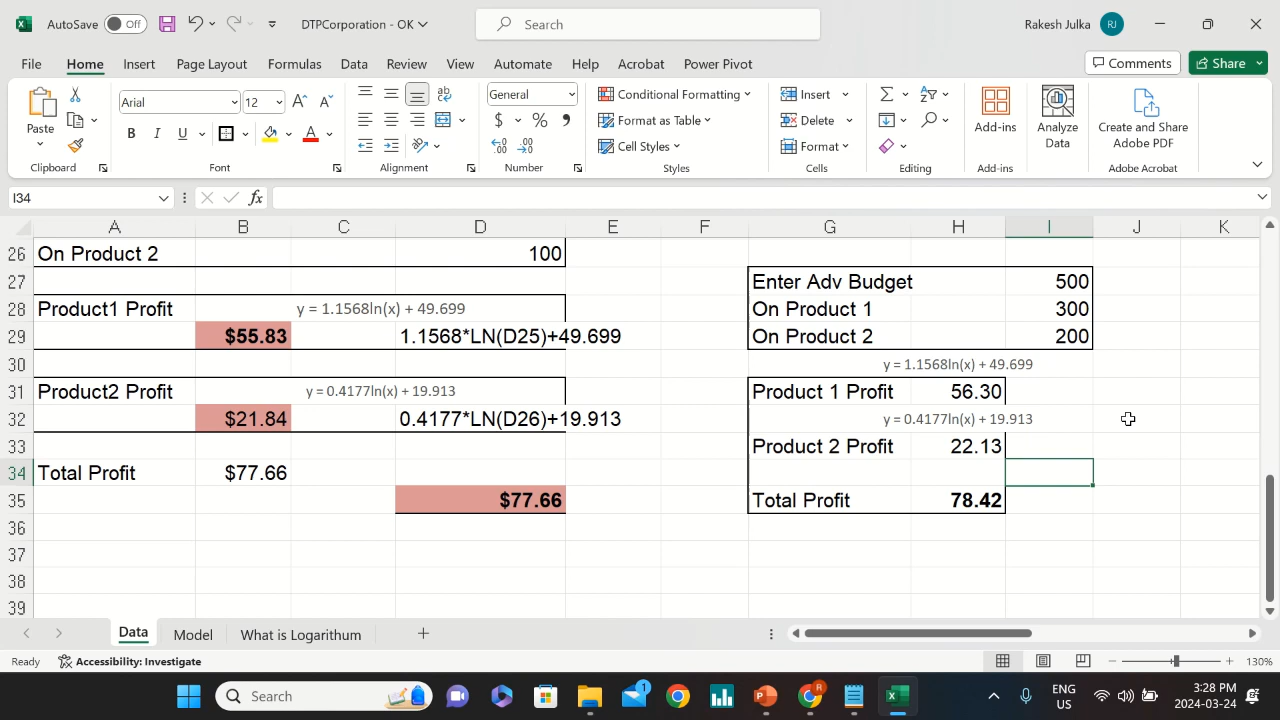 AutoSave Off DTPCorporation - OK Search Rakesh Julka RJ
File Home Insert Page Layout Formulas Data Review View Automate Help Acrobat Power Pivot Comments Share
Paste
Clipboard
Arial 12
B I U A
Font
ab
Alignment
General
$ % 9
Number
Conditional Formatting
Format as Table
Cell Styles
Styles
Insert
Delete
Format
Cells
Editing
Add-ins
Add-ins
Analyze Data
Create and Share Adobe PDF
Adobe Acrobat
I34 fx
A B C D E F G H I J K
26 On Product 2 100
27 Enter Adv Budget 500
28 Product1 Profit y = 1.1568ln(x) + 49.699 On Product 1 300
29 $55.83 1.1568*LN(D25)+49.699 On Product 2 200
30 y = 1.1568ln(x) + 49.699
31 Product2 Profit y = 0.4177ln(x) + 19.913 Product 1 Profit 56.30
32 $21.84 0.4177*LN(D26)+19.913 y = 0.4177ln(x) + 19.913
33 Product 2 Profit 22.13
34 Total Profit $77.66
35 $77.66 Total Profit 78.42
36
37
38
39
Data Model What is Logarithum
Ready Accessibility: Investigate 130%
Search 1 R ENG US 3:28 PM 2024-03-24